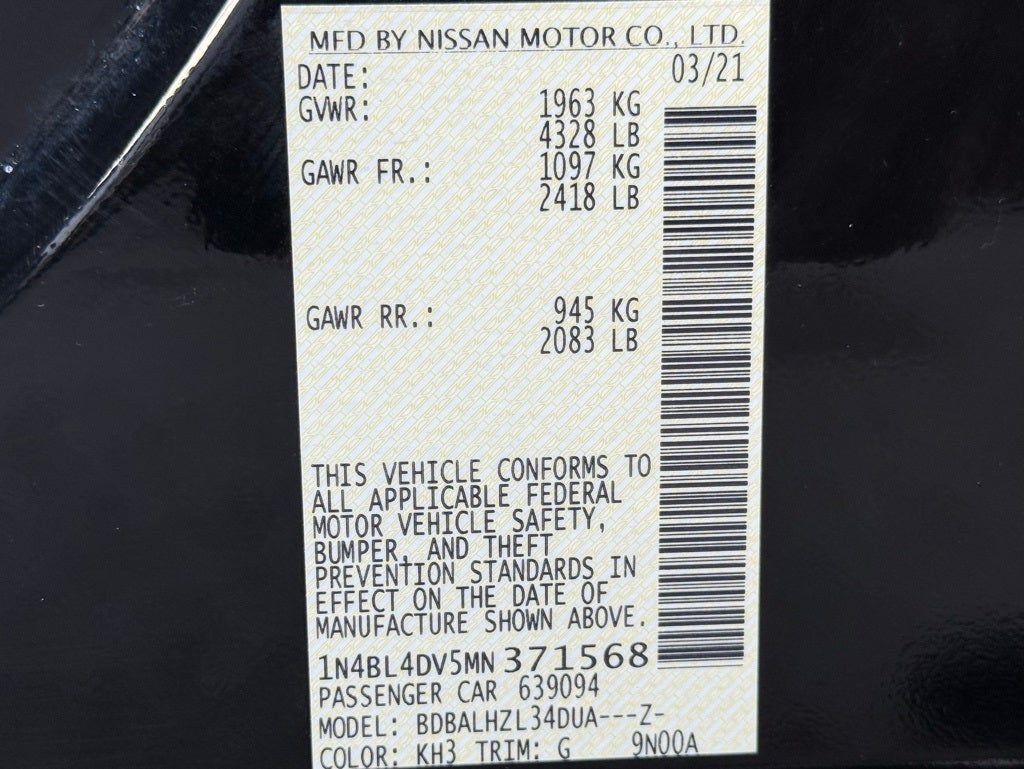 MFD BY NISSAN MOTOR CO., LTD.
DATE: 03/21
GVWR: 1963 KG
4328 LB
GAWR FR.: 1097 KG
2418 LB
GAWR RR.: 945 KG
2083 LB
THIS VEHICLE CONFORMS TO
ALL APPLICABLE FEDERAL
MOTOR VEHICLE SAFETY,
BUMPER, AND THEFT
PREVENTION STANDARDS IN
EFFECT ON THE DATE OF
MANUFACTURE SHOWN ABOVE.
1N4BL4DV5MN371568
PASSENGER CAR 639094
MODEL: BDBALHZL34DUA---Z-
COLOR: KH3 TRIM: G 9N00A